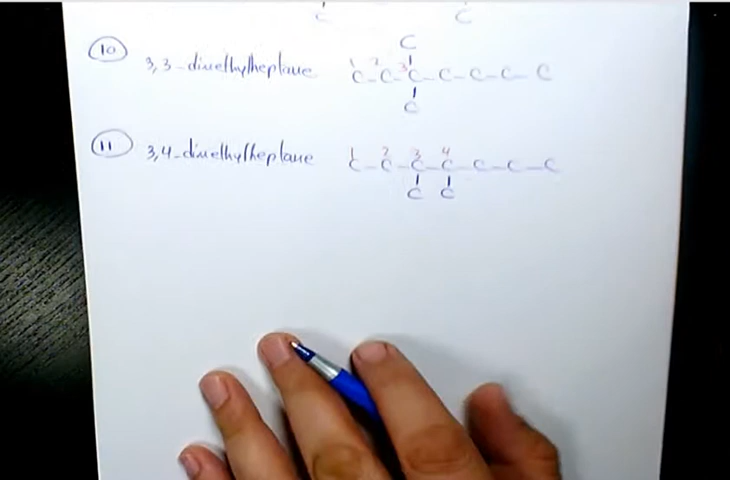 C C
C
10 3,3-dimethylheptane 1 2 3
C-C-C-C-C-C-C
C
11 3,4-dimethylheptane 1 2 3 4
C-C-C-C-C-C-C
C C